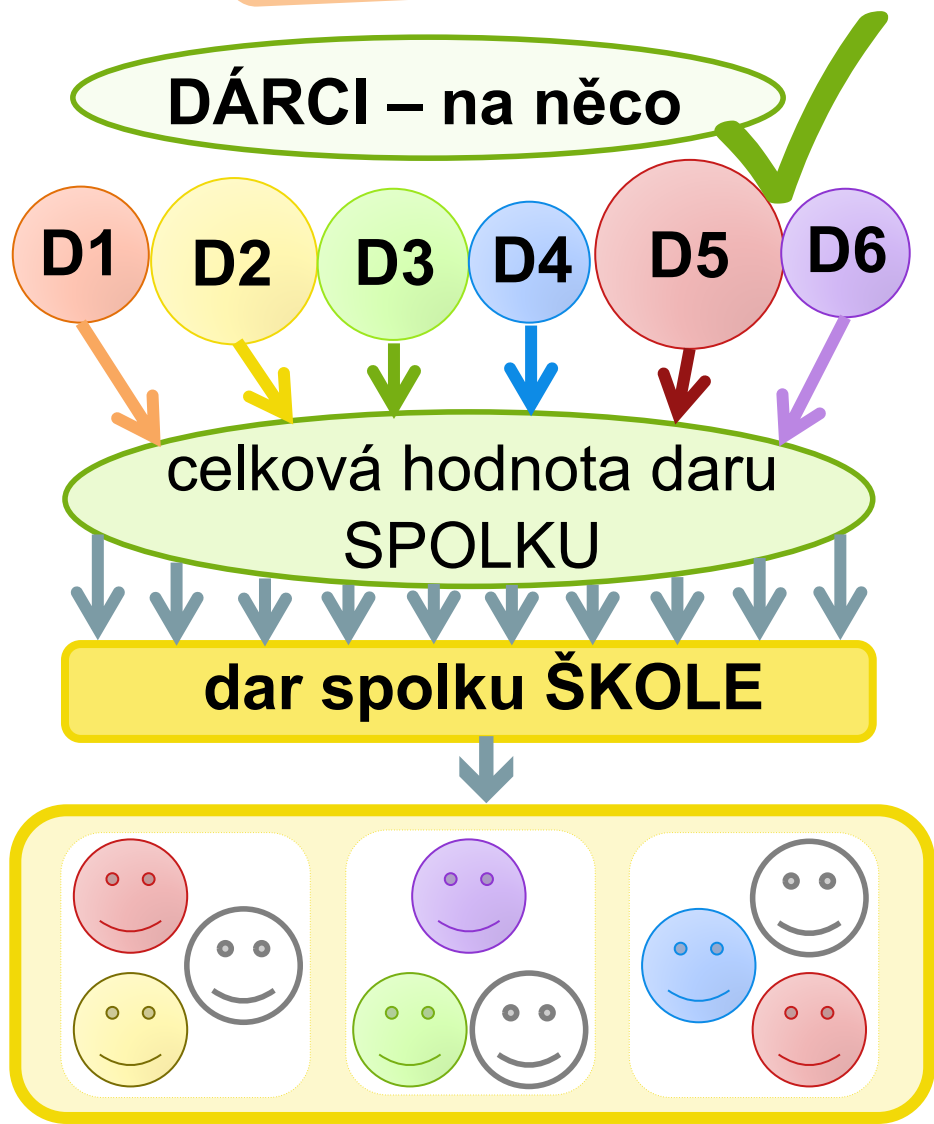 DÁRCI – na něco
D1 D2 D3 D4 D5 D6
celková hodnota daru
SPOLKU
dar spolku ŠKOLE